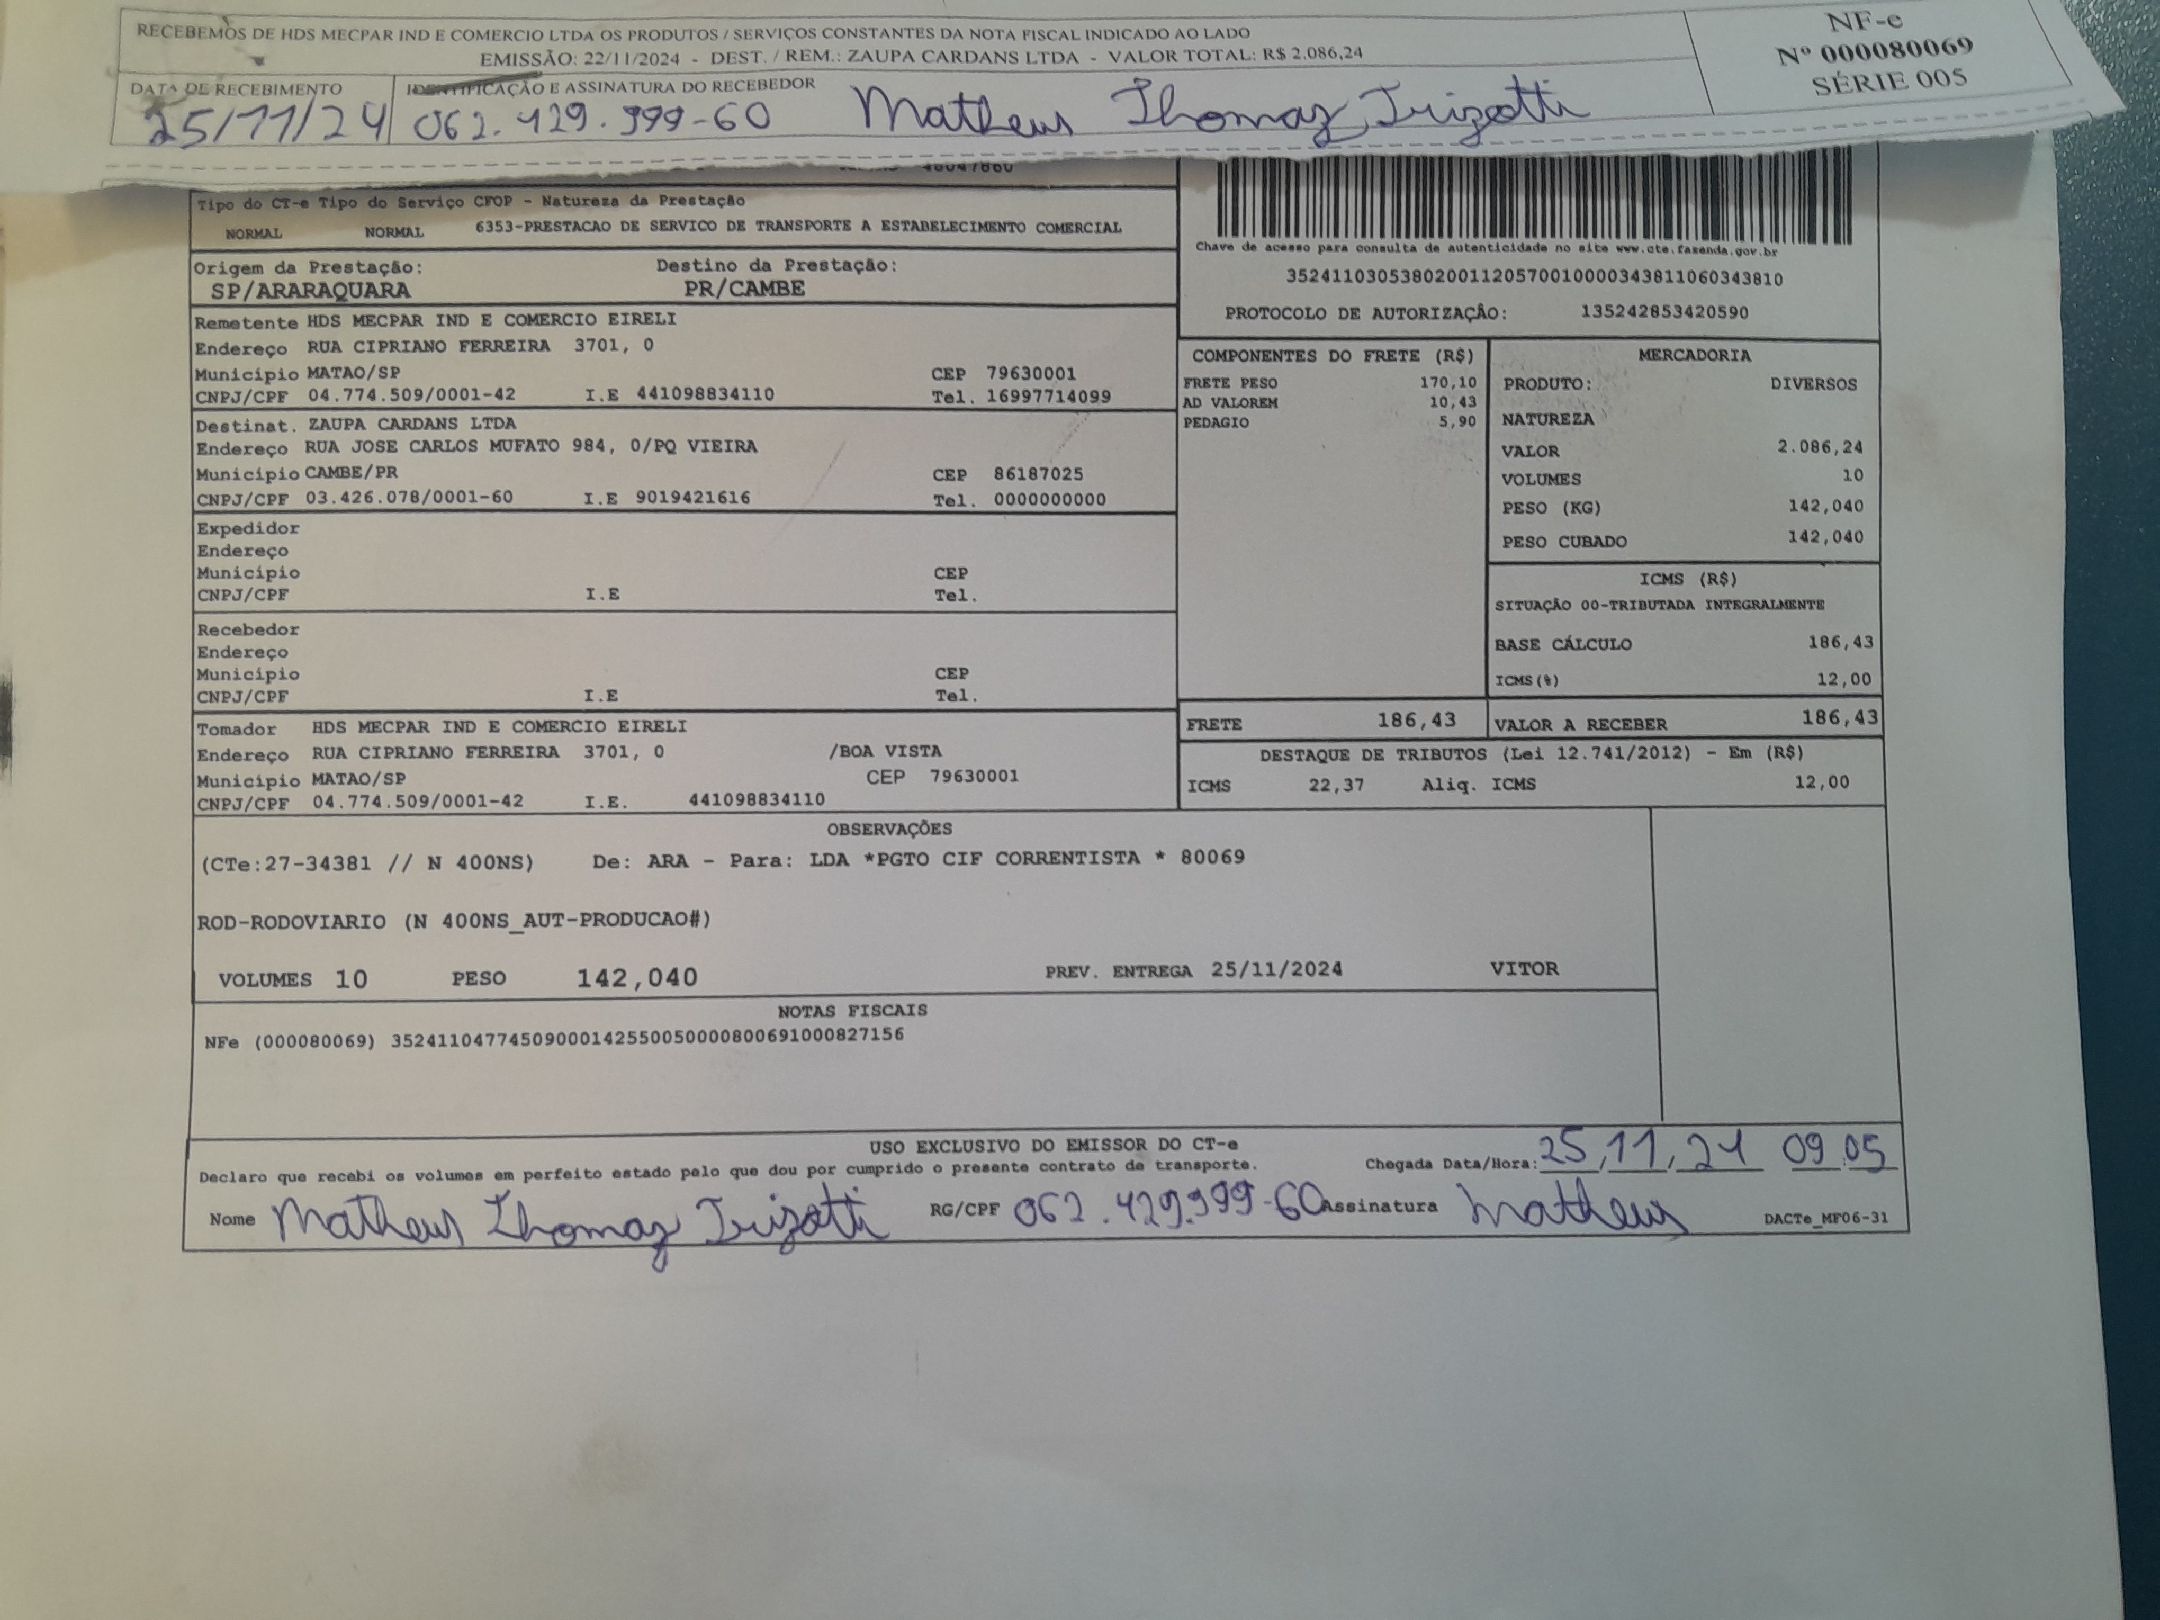 RECEBEMOS DE HDS MECPAR IND E COMERCIO LTDA OS PRODUTOS / SERVIÇOS CONSTANTES DA NOTA FISCAL INDICADO AO LADO
EMISSÃO: 22/11/2024 - DEST. / REM.: ZAUPA CARDANS LTDA - VALOR TOTAL: R$ 2.086,24
NF-e
Nº 000080069
SÉRIE 005
DATA DE RECEBIMENTO
IDENTIFICAÇÃO E ASSINATURA DO RECEBEDOR
25/11/24 062.429.999-60 Matheus Thomaz Trizotti
Tipo do CT-e Tipo do Serviço CFOP - Natureza da Prestação
NORMAL NORMAL 6353-PRESTACAO DE SERVICO DE TRANSPORTE A ESTABELECIMENTO COMERCIAL
Chave de acesso para consulta de autenticidade no site www.cte.fazenda.gov.br
35241103053802001120570010000343811060343810
PROTOCOLO DE AUTORIZAÇÃO: 135242853420590
Origem da Prestação: Destino da Prestação:
SP/ARARAQUARA PR/CAMBE
Remetente HDS MECPAR IND E COMERCIO EIRELI
Endereço RUA CIPRIANO FERREIRA 3701, 0
Município MATAO/SP CEP 79630001
CNPJ/CPF 04.774.509/0001-42 I.E 441098834110 Tel. 16997714099
Destinat. ZAUPA CARDANS LTDA
Endereço RUA JOSE CARLOS MUFATO 984, 0/PQ VIEIRA
Município CAMBE/PR CEP 86187025
CNPJ/CPF 03.426.078/0001-60 I.E 9019421616 Tel. 0000000000
Expedidor
Endereço
Município CEP
CNPJ/CPF I.E Tel.
Recebedor
Endereço
Município CEP
CNPJ/CPF I.E Tel.
Tomador HDS MECPAR IND E COMERCIO EIRELI
Endereço RUA CIPRIANO FERREIRA 3701, 0 /BOA VISTA
Município MATAO/SP CEP 79630001
CNPJ/CPF 04.774.509/0001-42 I.E. 441098834110
COMPONENTES DO FRETE (R$)
FRETE PESO 170,10
AD VALOREM 10,43
PEDAGIO 5,90
MERCADORIA
PRODUTO: DIVERSOS
NATUREZA
VALOR 2.086,24
VOLUMES 10
PESO (KG) 142,040
PESO CUBADO 142,040
ICMS (R$)
SITUAÇÃO 00-TRIBUTADA INTEGRALMENTE
BASE CÁLCULO 186,43
ICMS(%) 12,00
FRETE 186,43 VALOR A RECEBER 186,43
DESTAQUE DE TRIBUTOS (Lei 12.741/2012) - Em (R$)
ICMS 22,37 Aliq. ICMS 12,00
OBSERVAÇÕES
(CTe:27-34381 // N 400NS) De: ARA - Para: LDA *PGTO CIF CORRENTISTA * 80069
ROD-RODOVIARIO (N 400NS_AUT-PRODUCAO#)
VOLUMES 10 PESO 142,040 PREV. ENTREGA 25/11/2024 VITOR
NOTAS FISCAIS
NFe (000080069) 35241104774509000142550050000800691000827156
USO EXCLUSIVO DO EMISSOR DO CT-e
Declaro que recebi os volumes em perfeito estado pelo que dou por cumprido o presente contrato de transporte. Chegada Data/Hora: 25,11,24 09:05
Nome Matheus Thomaz Trizotti RG/CPF 062.429.999-60 Assinatura Matheus DACTe_MF06-31